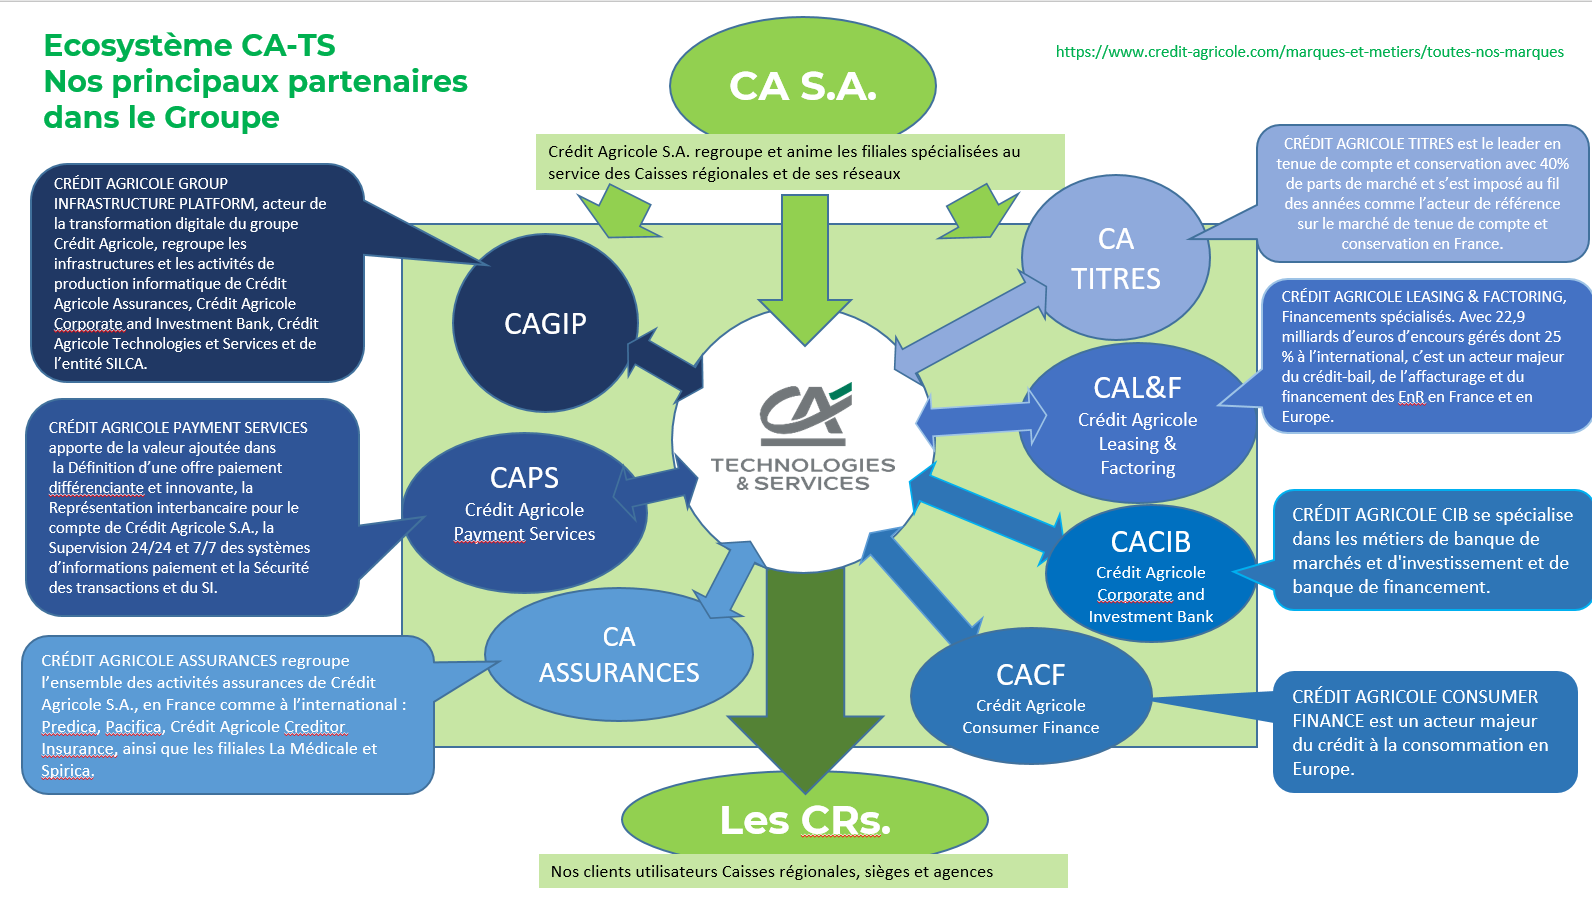 Ecosystème CA-TS
Nos principaux partenaires
dans le Groupe
https://www.credit-agricole.com/marques-et-metiers/toutes-nos-marques
CA S.A.
Crédit Agricole S.A. regroupe et anime les filiales spécialisées au
service des Caisses régionales et de ses réseaux
CRÉDIT AGRICOLE GROUP
INFRASTRUCTURE PLATFORM, acteur de
la transformation digitale du groupe
Crédit Agricole, regroupe les
infrastructures et les activités de
production informatique de Crédit
Agricole Assurances, Crédit Agricole
Corporate and Investment Bank, Crédit
Agricole Technologies et Services et de
l’entité SILCA.
CAGIP
CRÉDIT AGRICOLE PAYMENT SERVICES
apporte de la valeur ajoutée dans
la Définition d’une offre paiement
différenciante et innovante, la
Représentation interbancaire pour le
compte de Crédit Agricole S.A., la
Supervision 24/24 et 7/7 des systèmes
d’informations paiement et la Sécurité
des transactions et du SI.
CAPS
Crédit Agricole
Payment Services
CRÉDIT AGRICOLE ASSURANCES regroupe
l’ensemble des activités assurances de Crédit
Agricole S.A., en France comme à l’international :
Predica, Pacifica, Crédit Agricole Creditor
Insurance, ainsi que les filiales La Médicale et
Spirica.
CA
ASSURANCES
CA
TECHNOLOGIES
& SERVICES
CA
TITRES
CRÉDIT AGRICOLE TITRES est le leader en
tenue de compte et conservation avec 40%
de parts de marché et s’est imposé au fil
des années comme l’acteur de référence
sur le marché de tenue de compte et
conservation en France.
CAL&F
Crédit Agricole
Leasing &
Factoring
CRÉDIT AGRICOLE LEASING & FACTORING,
Financements spécialisés. Avec 22,9
milliards d’euros d’encours gérés dont 25
% à l’international, c’est un acteur majeur
du crédit-bail, de l’affacturage et du
financement des EnR en France et en
Europe.
CACIB
Crédit Agricole
Corporate and
Investment Bank
CRÉDIT AGRICOLE CIB se spécialise
dans les métiers de banque de
marchés et d'investissement et de
banque de financement.
CACF
Crédit Agricole
Consumer Finance
CRÉDIT AGRICOLE CONSUMER
FINANCE est un acteur majeur
du crédit à la consommation en
Europe.
Les CRs.
Nos clients utilisateurs Caisses régionales, sièges et agences